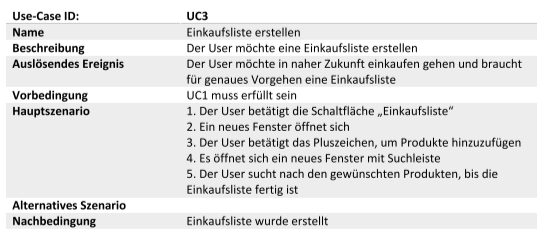 Use-Case ID: UC3
Name Einkaufsliste erstellen
Beschreibung Der User möchte eine Einkaufsliste erstellen
Auslösendes Ereignis Der User möchte in naher Zukunft einkaufen gehen und braucht
für genaues Vorgehen eine Einkaufsliste
Vorbedingung UC1 muss erfüllt sein
Hauptszenario 1. Der User betätigt die Schaltfläche „Einkaufsliste“
2. Ein neues Fenster öffnet sich
3. Der User betätigt das Pluszeichen, um Produkte hinzuzufügen
4. Es öffnet sich ein neues Fenster mit Suchleiste
5. Der User sucht nach den gewünschten Produkten, bis die
Einkaufsliste fertig ist
Alternatives Szenario
Nachbedingung Einkaufsliste wurde erstellt